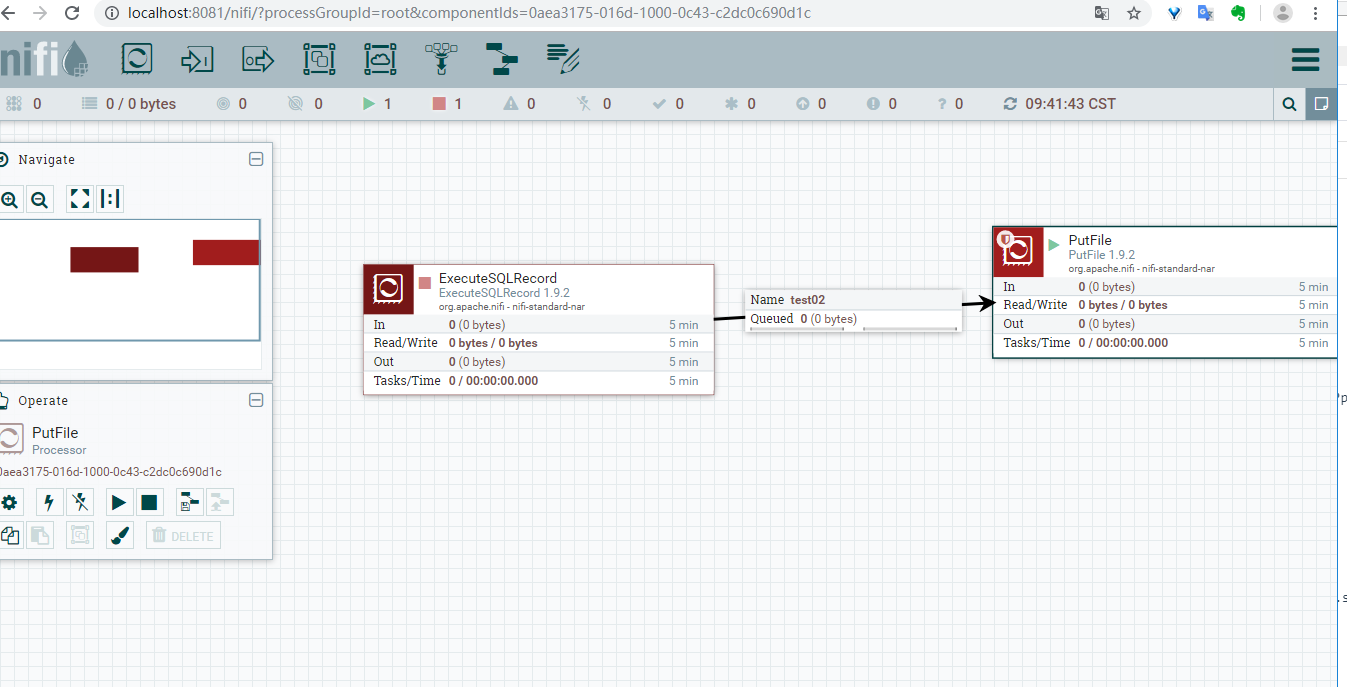 localhost:8081/nifi/?processGroupId=root&componentIds=0aea3175-016d-1000-0c43-c2dc0c690d1c
nifi
0 0 / 0 bytes 0 0 1 1 0 0 0 0 0 0 ? 0 09:41:43 CST
Navigate
Operate
PutFile
Processor
0aea3175-016d-1000-0c43-c2dc0c690d1c
DELETE
ExecuteSQLRecord
ExecuteSQLRecord 1.9.2
org.apache.nifi - nifi-standard-nar
In 0 (0 bytes) 5 min
Read/Write 0 bytes / 0 bytes 5 min
Out 0 (0 bytes) 5 min
Tasks/Time 0 / 00:00:00.000 5 min
Name test02
Queued 0 (0 bytes)
PutFile
PutFile 1.9.2
org.apache.nifi - nifi-standard-nar
In 0 (0 bytes) 5 min
Read/Write 0 bytes / 0 bytes 5 min
Out 0 (0 bytes) 5 min
Tasks/Time 0 / 00:00:00.000 5 min